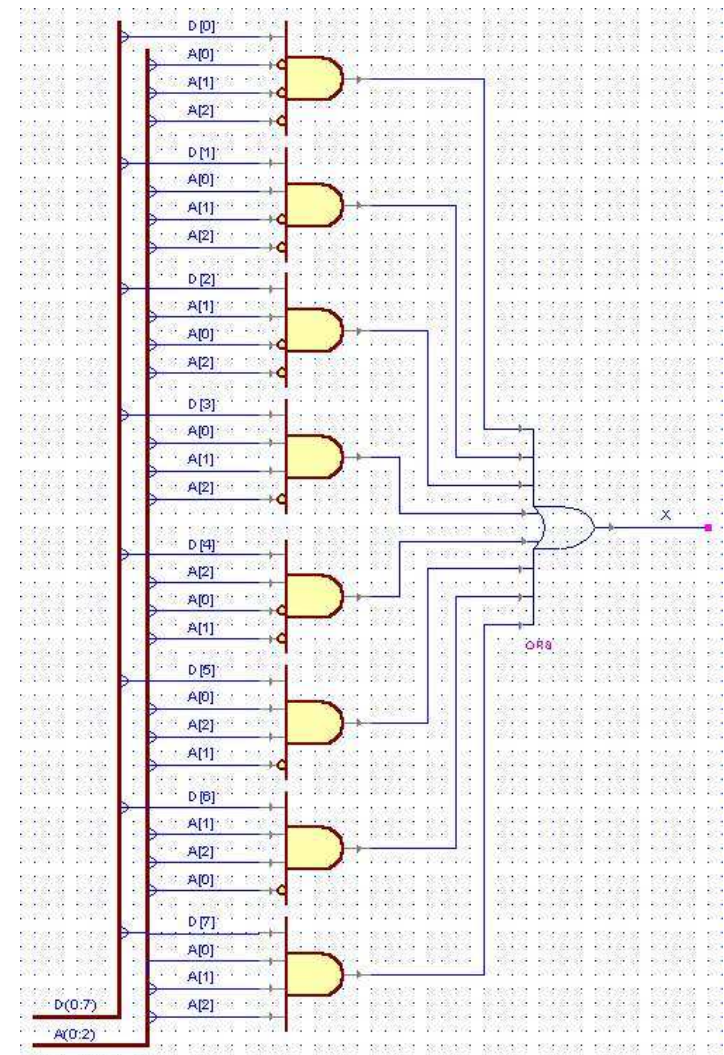 D[0]
A[0]
A[1]
A[2]
D[1]
A[0]
A[1]
A[2]
D[2]
A[1]
A[0]
A[2]
D[3]
A[0]
A[1]
A[2]
X
D[4]
A[2]
A[0]
A[1]
OR8
D[5]
A[0]
A[2]
A[1]
D[6]
A[1]
A[2]
A[0]
D[7]
A[0]
A[1]
A[2]
D(0:7)
A(0:2)